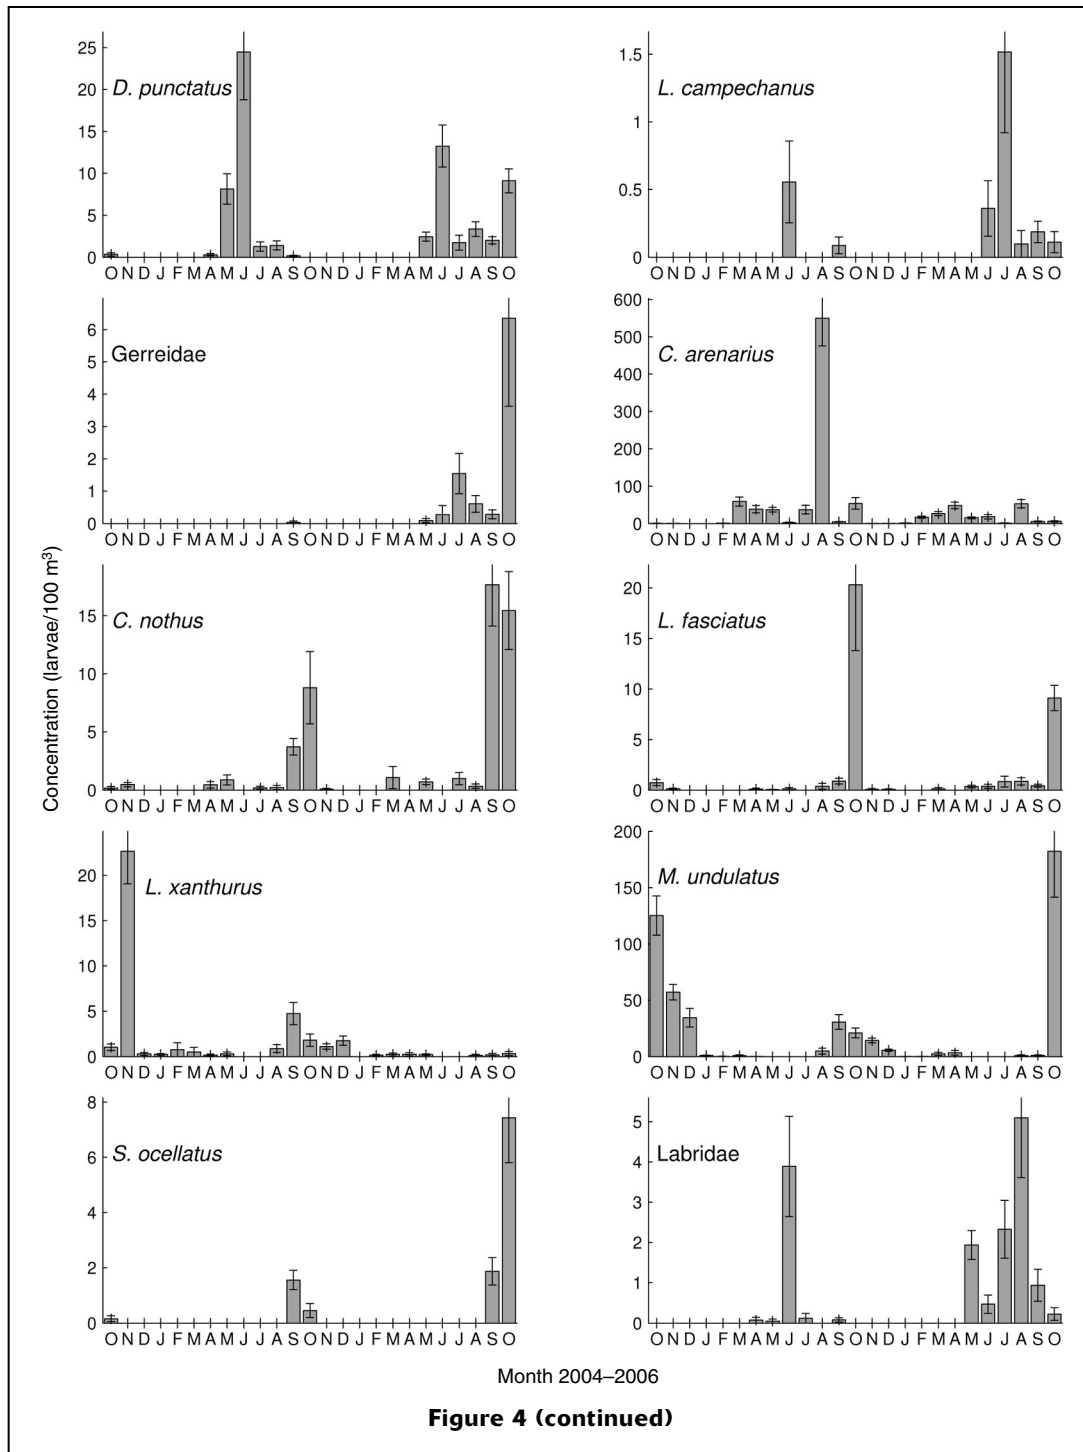 25
20
15
10
5
0
D. punctatus
O N D J F M A M J J A S O N D J F M A M J J A S O
1.5
1
0.5
0
L. campechanus
O N D J F M A M J J A S O N D J F M A M J J A S O
6
5
4
3
2
1
0
Gerreidae
O N D J F M A M J J A S O N D J F M A M J J A S O
600
500
400
300
200
100
0
C. arenarius
O N D J F M A M J J A S O N D J F M A M J J A S O
Concentration (larvae/100 m³)
15
10
5
0
C. nothus
O N D J F M A M J J A S O N D J F M A M J J A S O
20
15
10
5
0
L. fasciatus
O N D J F M A M J J A S O N D J F M A M J J A S O
20
15
10
5
0
L. xanthurus
O N D J F M A M J J A S O N D J F M A M J J A S O
200
150
100
50
0
M. undulatus
O N D J F M A M J J A S O N D J F M A M J J A S O
8
6
4
2
0
S. ocellatus
O N D J F M A M J J A S O N D J F M A M J J A S O
5
4
3
2
1
0
Labridae
O N D J F M A M J J A S O N D J F M A M J J A S O
Month 2004–2006
Figure 4 (continued)